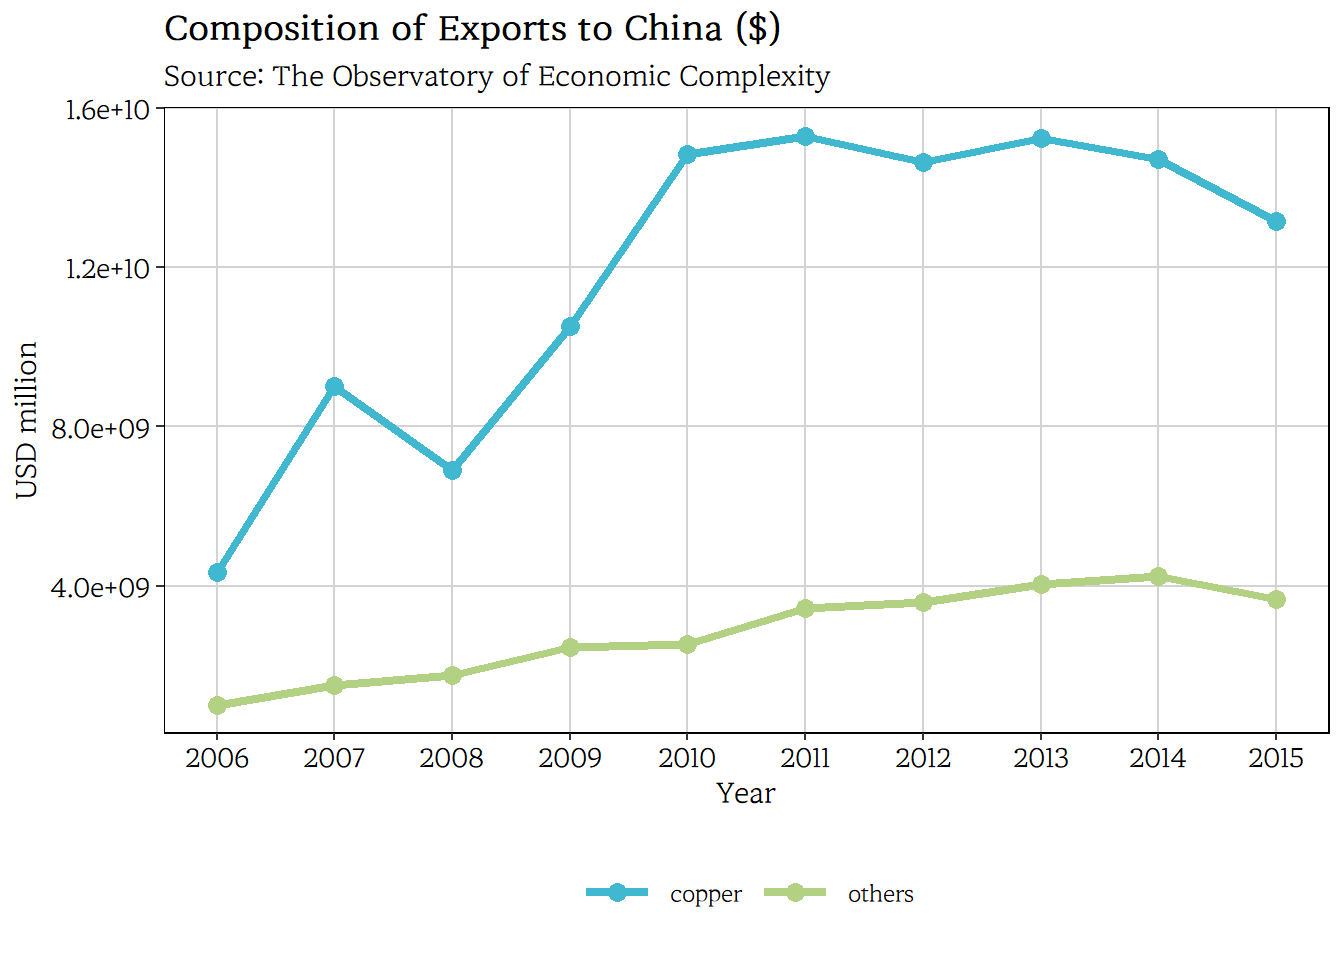 Composition of Exports to China ($)
Source: The Observatory of Economic Complexity
1.6e+10
1.2e+10
8.0e+09
4.0e+09
USD million
2006 2007 2008 2009 2010 2011 2012 2013 2014 2015
Year
copper others